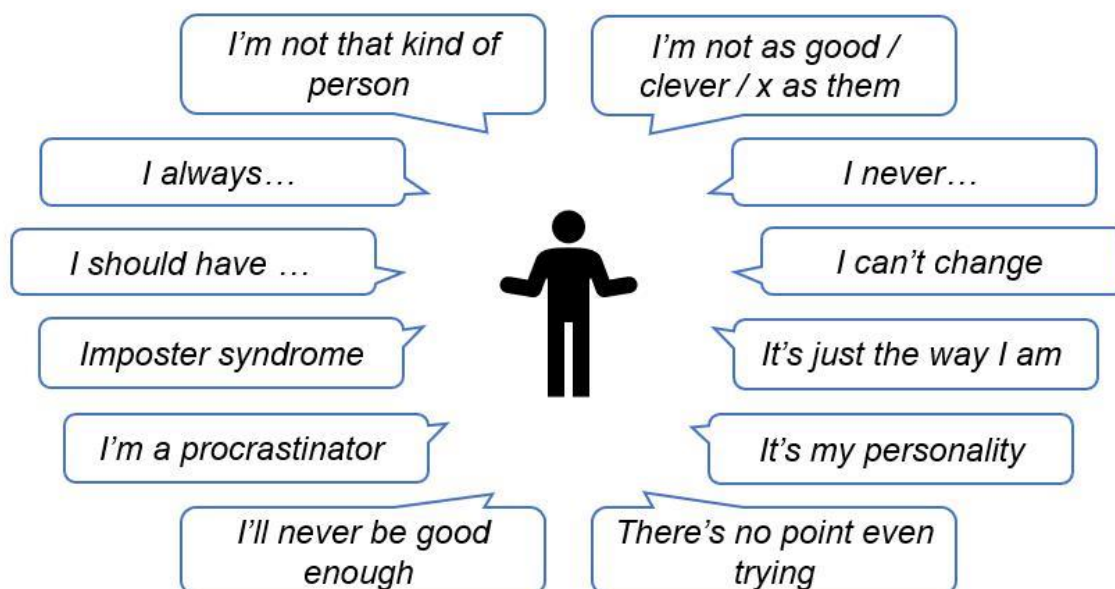 I'm not that kind of
person
I'm not as good /
clever / x as them
I always…
I never…
I should have …
I can't change
Imposter syndrome
It's just the way I am
I'm a procrastinator
It's my personality
I'll never be good
enough
There's no point even
trying